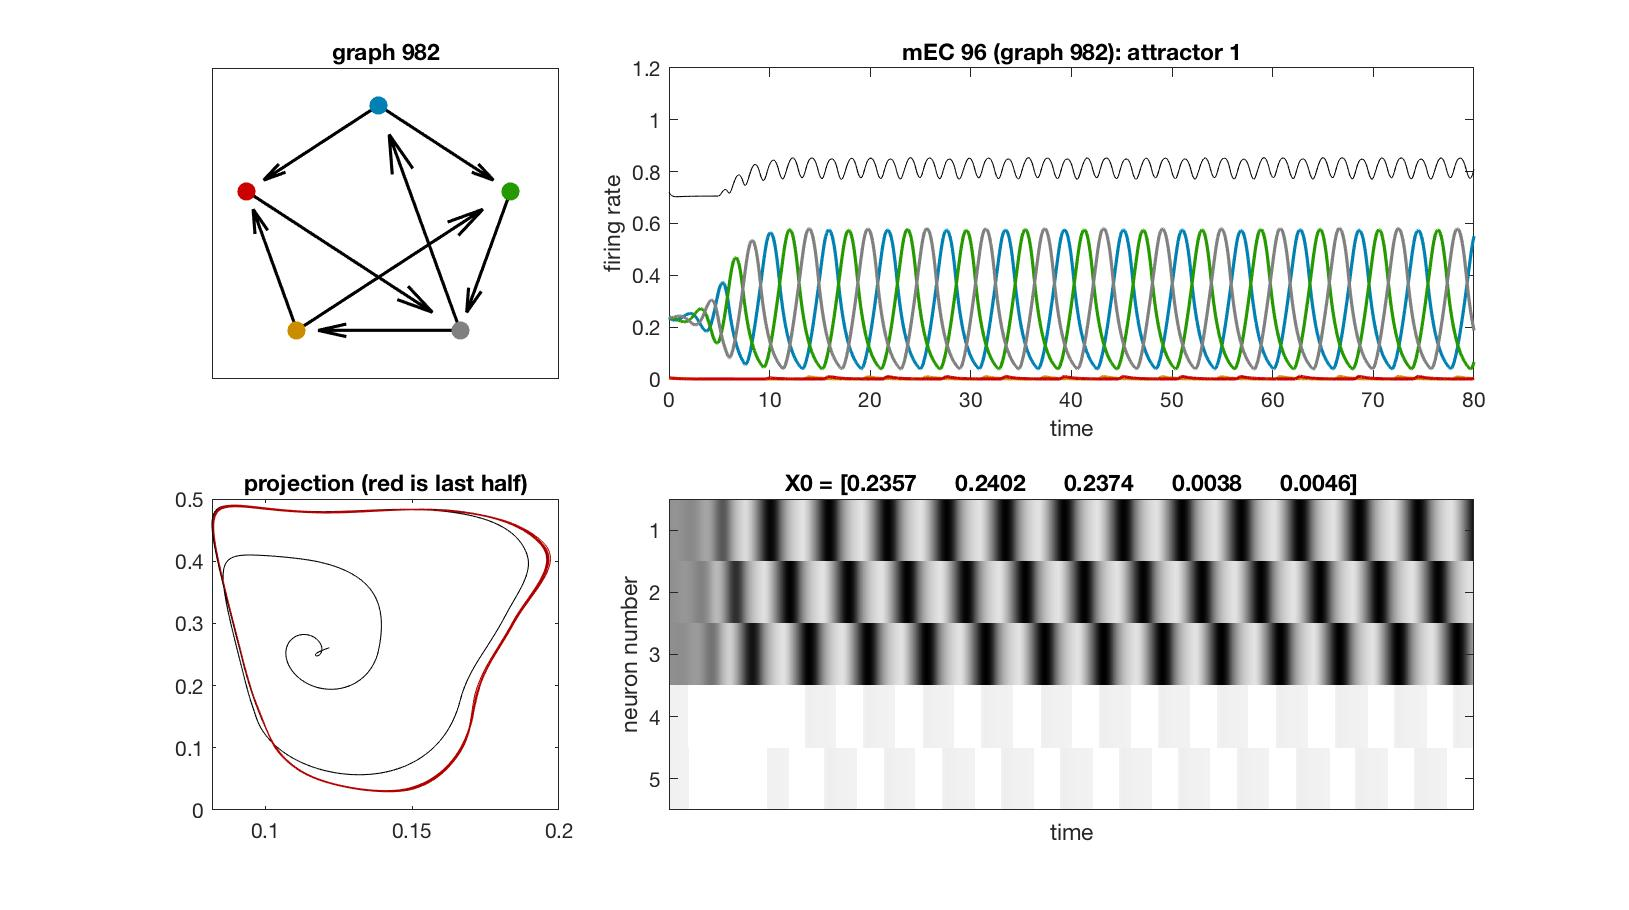 graph 982
mEC 96 (graph 982): attractor 1
1.2
1
0.8
0.6
0.4
0.2
0
firing rate
0 10 20 30 40 50 60 70 80
time
projection (red is last half)
0.5
0.4
0.3
0.2
0.1
0
0.1 0.15 0.2
X0 = [0.2357 0.2402 0.2374 0.0038 0.0046]
1
2
3
4
5
neuron number
time